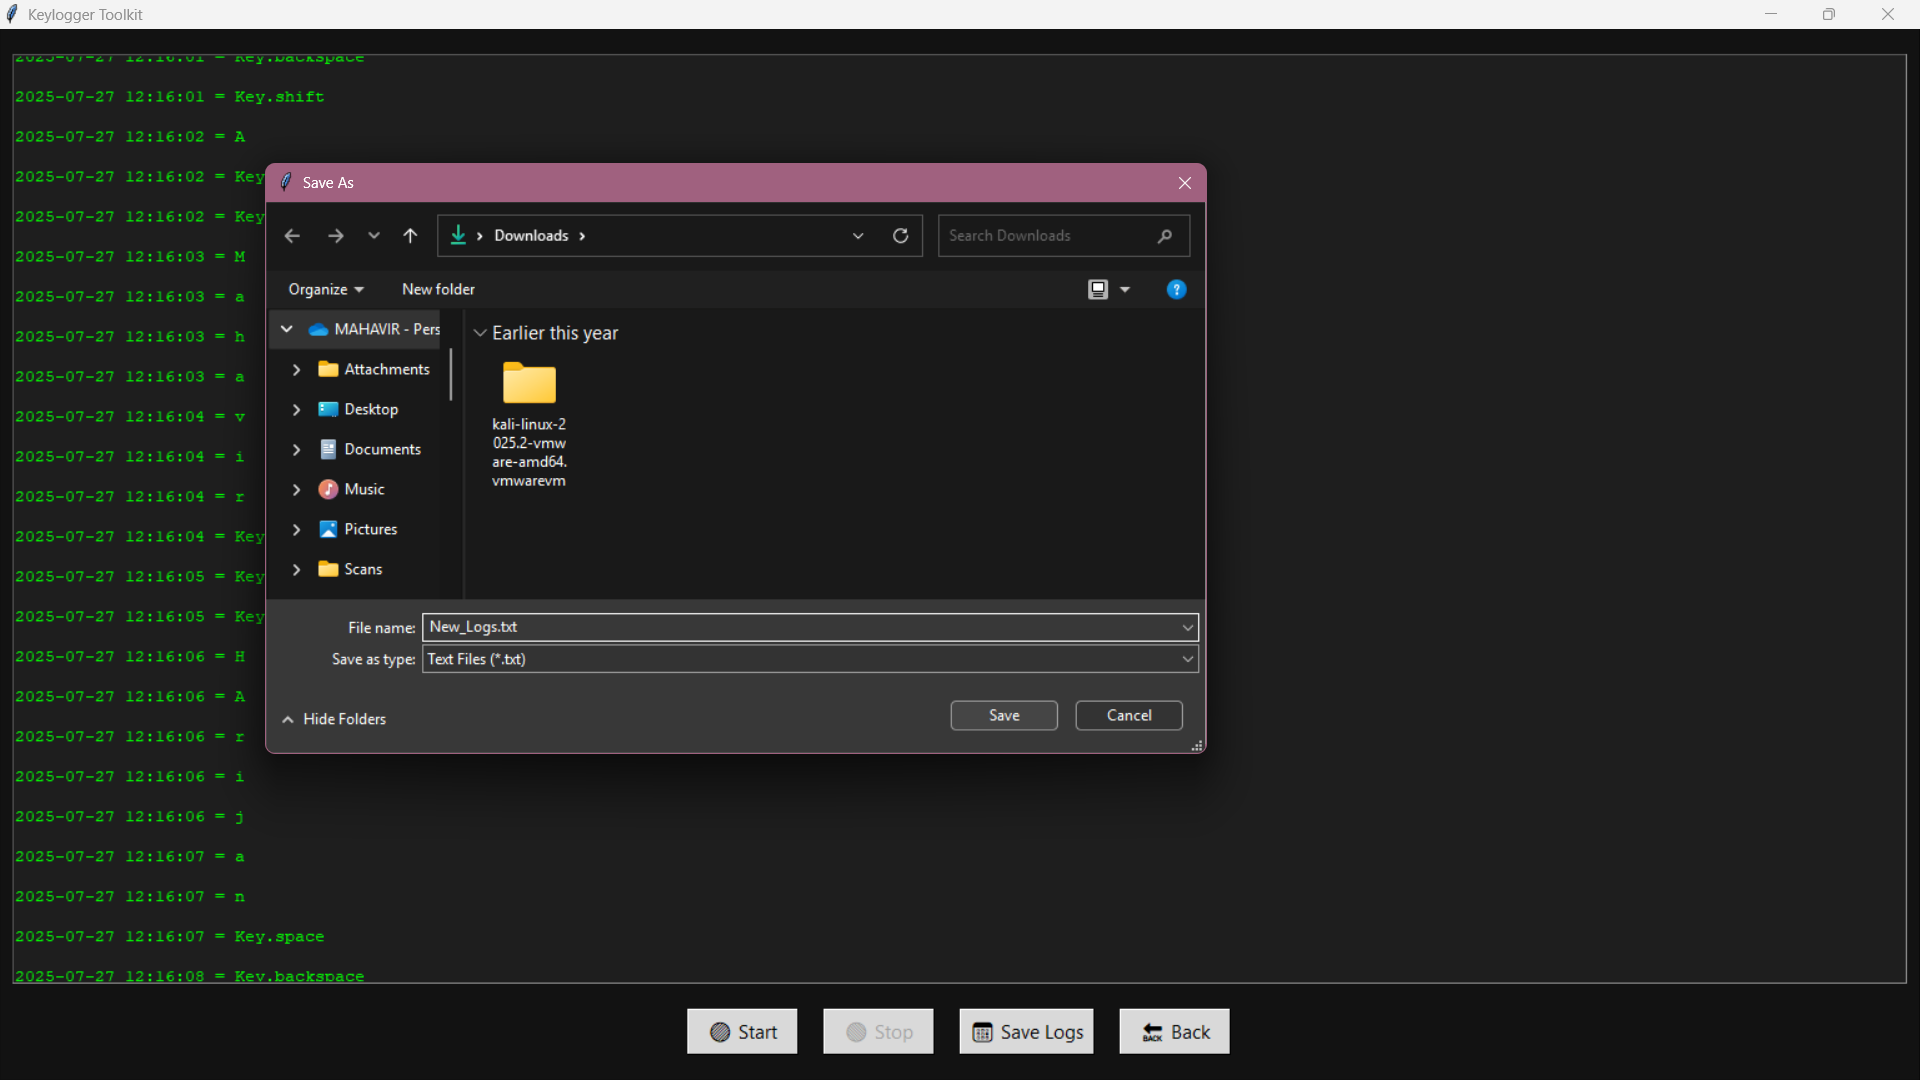 Keylogger Toolkit
2025-07-27 12:16:01 = Key.backspace
2025-07-27 12:16:01 = Key.shift
2025-07-27 12:16:02 = A
2025-07-27 12:16:02 = Key
2025-07-27 12:16:02 = Key
2025-07-27 12:16:03 = M
2025-07-27 12:16:03 = a
2025-07-27 12:16:03 = h
2025-07-27 12:16:03 = a
2025-07-27 12:16:04 = v
2025-07-27 12:16:04 = i
2025-07-27 12:16:04 = r
2025-07-27 12:16:04 = Key
2025-07-27 12:16:05 = Key
2025-07-27 12:16:05 = Key
2025-07-27 12:16:06 = H
2025-07-27 12:16:06 = A
2025-07-27 12:16:06 = r
2025-07-27 12:16:06 = i
2025-07-27 12:16:06 = j
2025-07-27 12:16:07 = a
2025-07-27 12:16:07 = n
2025-07-27 12:16:07 = Key.space
2025-07-27 12:16:08 = Key.backspace
Save As
Downloads
Search Downloads
Organize
New folder
MAHAVIR - Pers
Attachments
Desktop
Documents
Music
Pictures
Scans
Earlier this year
kali-linux-2
025.2-vmw
are-amd64.
vmwarevm
File name: New_Logs.txt
Save as type: Text Files (*.txt)
Hide Folders
Save
Cancel
Start
Stop
Save Logs
BACK Back